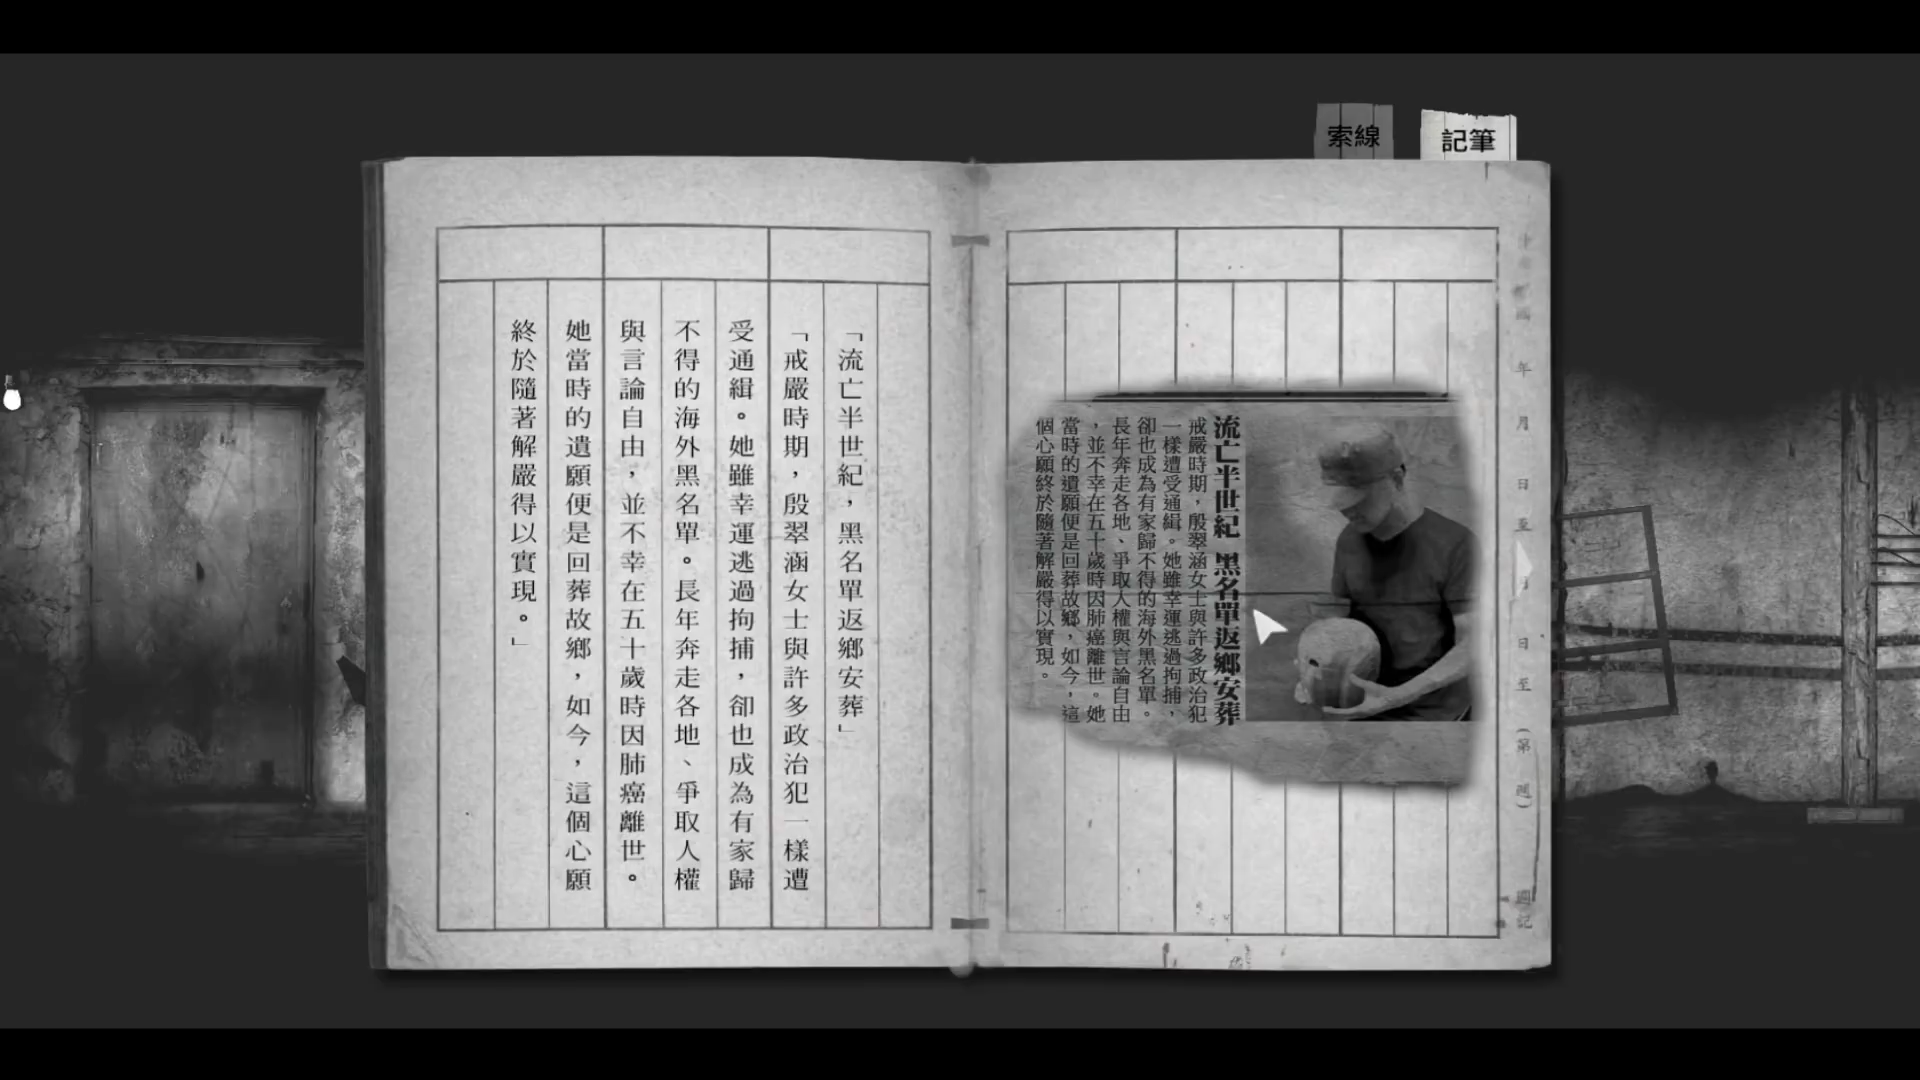 索線
記筆
「流亡半世紀，黑名單返鄉安葬」
「戒嚴時期，殷翠涵女士與許多政治犯一樣遭
受通緝。她雖幸運逃過拘捕，卻也成為有家歸
不得的海外黑名單。長年奔走各地、爭取人權
與言論自由，並不幸在五十歲時因肺癌離世。
她當時的遺願便是回葬故鄉，如今，這個心願
終於隨著解嚴得以實現。」
流亡半世紀 黑名單返鄉安葬
戒嚴時期，殷翠涵女士與許多政治犯
一樣遭受通緝。她雖幸運逃過拘捕，
卻也成為有家歸不得的海外黑名單。
長年奔走各地、爭取人權與言論自由
，並不幸在五十歲時因肺癌離世。她
當時的遺願便是回葬故鄉，如今，這
個心願終於隨著解嚴得以實現。
年 月 日至 月 日至 （第 週） 週記